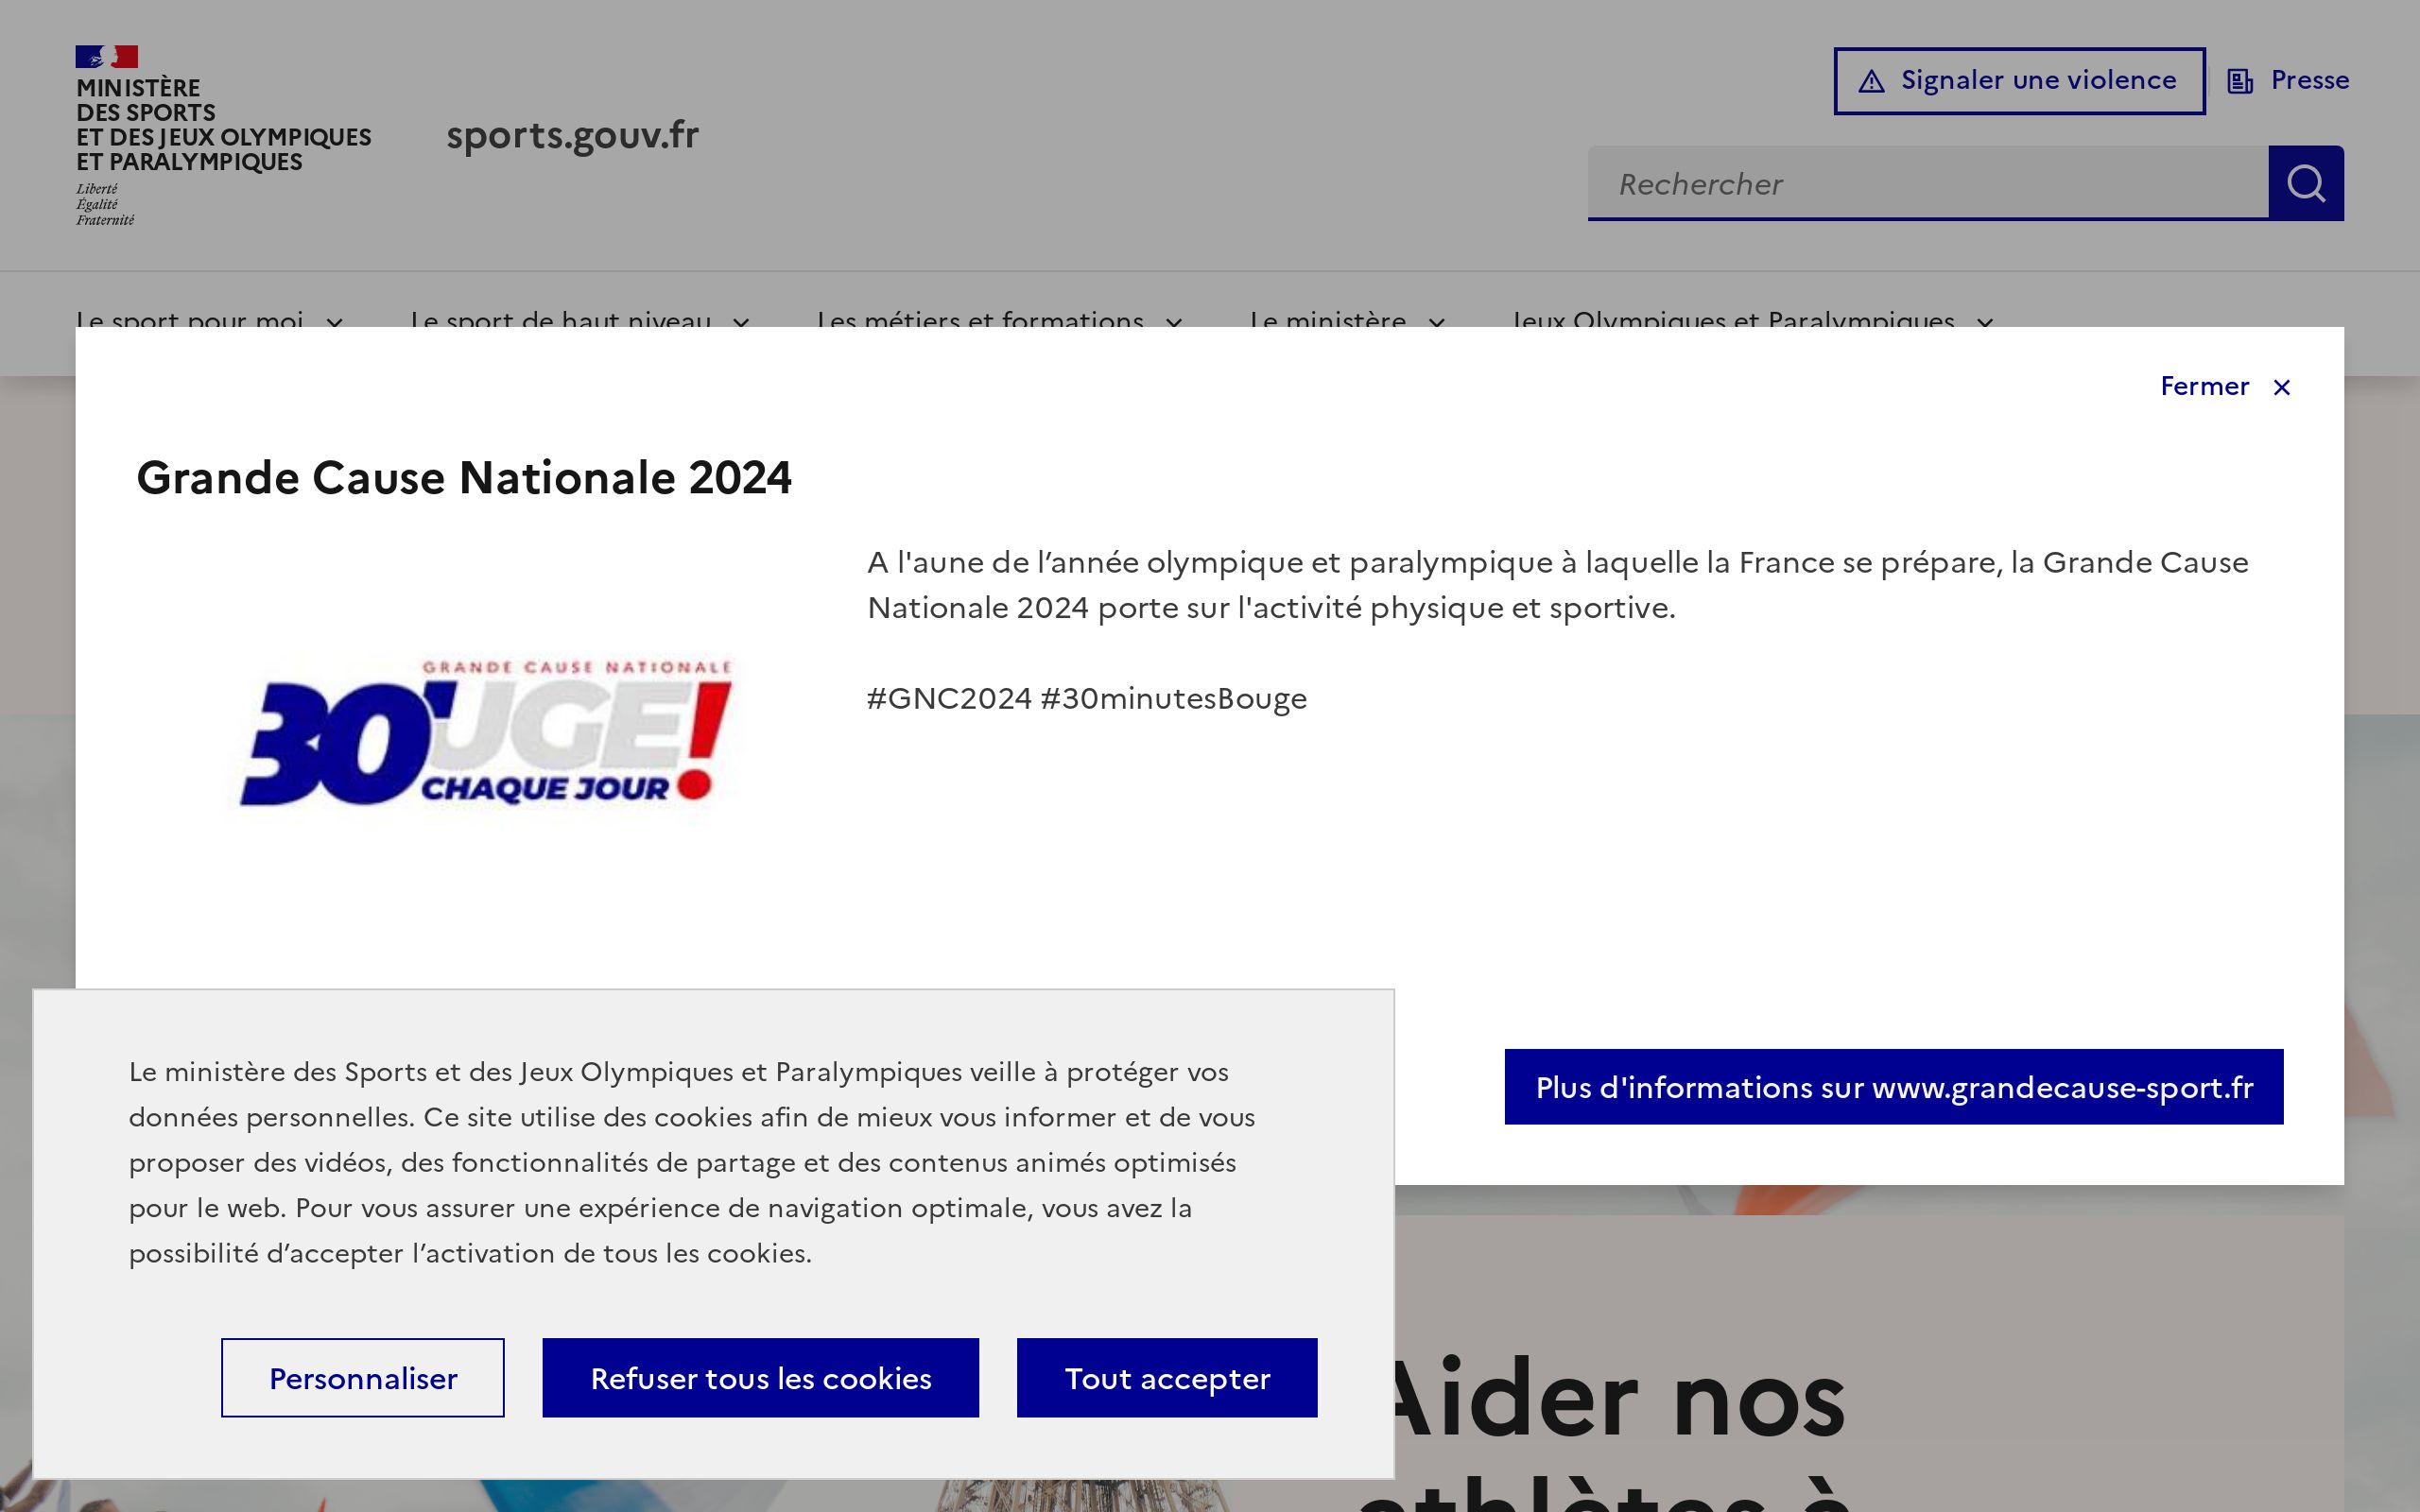 MINISTÈRE
DES SPORTS
ET DES JEUX OLYMPIQUES
ET PARALYMPIQUES
Liberté
Égalité
Fraternité
sports.gouv.fr
Signaler une violence
Presse
Rechercher
Le sport pour moi
Le sport de haut niveau
Les métiers et formations
Le ministère
Jeux Olympiques et Paralympiques
Fermer
Grande Cause Nationale 2024
GRANDE CAUSE NATIONALE
30'UGE!
CHAQUE JOUR
A l'aune de l’année olympique et paralympique à laquelle la France se prépare, la Grande Cause
Nationale 2024 porte sur l'activité physique et sportive.
#GNC2024 #30minutesBouge
Plus d'informations sur www.grandecause-sport.fr
Le ministère des Sports et des Jeux Olympiques et Paralympiques veille à protéger vos
données personnelles. Ce site utilise des cookies afin de mieux vous informer et de vous
proposer des vidéos, des fonctionnalités de partage et des contenus animés optimisés
pour le web. Pour vous assurer une expérience de navigation optimale, vous avez la
possibilité d’accepter l’activation de tous les cookies.
Personnaliser
Refuser tous les cookies
Tout accepter
Aider nos
athlètes à